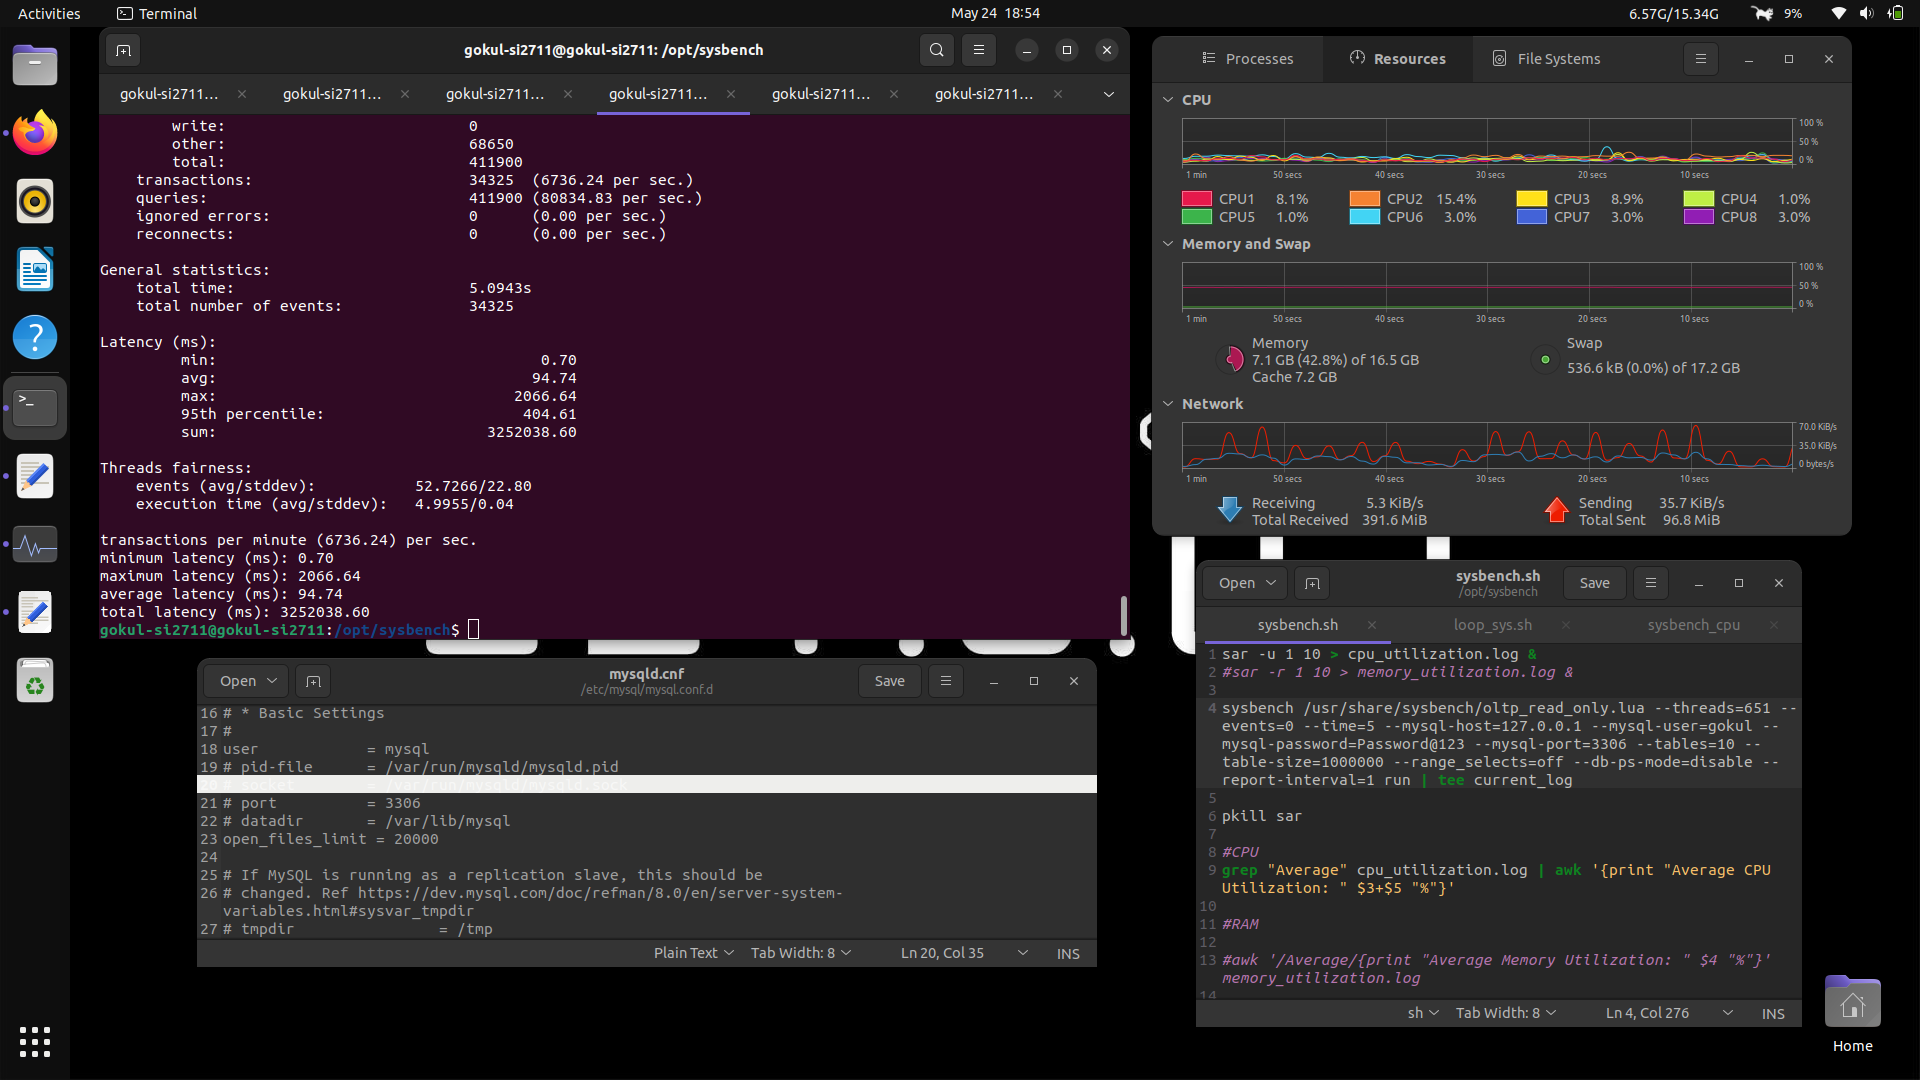 Activities
Terminal
May 24 18:54
6.57G/15.34G
9%
gokul-si2711@gokul-si2711: /opt/sysbench
gokul-si2711...
gokul-si2711...
gokul-si2711...
gokul-si2711...
gokul-si2711...
gokul-si2711...
write: 0
other: 68650
total: 411900
transactions: 34325 (6736.24 per sec.)
queries: 411900 (80834.83 per sec.)
ignored errors: 0 (0.00 per sec.)
reconnects: 0 (0.00 per sec.)
General statistics:
total time: 5.0943s
total number of events: 34325
Latency (ms):
min: 0.70
avg: 94.74
max: 2066.64
95th percentile: 404.61
sum: 3252038.60
Threads fairness:
events (avg/stddev): 52.7266/22.80
execution time (avg/stddev): 4.9955/0.04
transactions per minute (6736.24) per sec.
minimum latency (ms): 0.70
maximum latency (ms): 2066.64
average latency (ms): 94.74
total latency (ms): 3252038.60
gokul-si2711@gokul-si2711:/opt/sysbench$
Processes
Resources
File Systems
CPU
100 %
50 %
0 %
1 min 50 secs 40 secs 30 secs 20 secs 10 secs
CPU1 8.1% CPU2 15.4% CPU3 8.9% CPU4 1.0%
CPU5 1.0% CPU6 3.0% CPU7 3.0% CPU8 3.0%
Memory and Swap
100 %
50 %
0 %
1 min 50 secs 40 secs 30 secs 20 secs 10 secs
Memory
7.1 GB (42.8%) of 16.5 GB
Cache 7.2 GB
Swap
536.6 kB (0.0%) of 17.2 GB
Network
70.0 KiB/s
35.0 KiB/s
0 bytes/s
1 min 50 secs 40 secs 30 secs 20 secs 10 secs
Receiving 5.3 KiB/s
Total Received 391.6 MiB
Sending 35.7 KiB/s
Total Sent 96.8 MiB
Open
mysqld.cnf
/etc/mysql/mysql.conf.d
Save
16 # * Basic Settings
17 #
18 user = mysql
19 # pid-file = /var/run/mysqld/mysqld.pid
20 # socket = /var/run/mysqld/mysqld.sock
21 # port = 3306
22 # datadir = /var/lib/mysql
23 open_files_limit = 20000
24
25 # If MySQL is running as a replication slave, this should be
26 # changed. Ref https://dev.mysql.com/doc/refman/8.0/en/server-system-
variables.html#sysvar_tmpdir
27 # tmpdir = /tmp
Plain Text Tab Width: 8 Ln 20, Col 35 INS
Open
sysbench.sh
/opt/sysbench
Save
sysbench.sh
loop_sys.sh
sysbench_cpu
1 sar -u 1 10 > cpu_utilization.log &
2 #sar -r 1 10 > memory_utilization.log &
3
4 sysbench /usr/share/sysbench/oltp_read_only.lua --threads=651 --
events=0 --time=5 --mysql-host=127.0.0.1 --mysql-user=gokul --
mysql-password=Password@123 --mysql-port=3306 --tables=10 --
table-size=1000000 --range_selects=off --db-ps-mode=disable --
report-interval=1 run | tee current_log
5
6 pkill sar
7
8 #CPU
9 grep "Average" cpu_utilization.log | awk '{print "Average CPU
Utilization: " $3+$5 "%"}'
10
11 #RAM
12
13 #awk '/Average/{print "Average Memory Utilization: " $4 "%"}'
memory_utilization.log
14
sh Tab Width: 8 Ln 4, Col 276 INS
Home